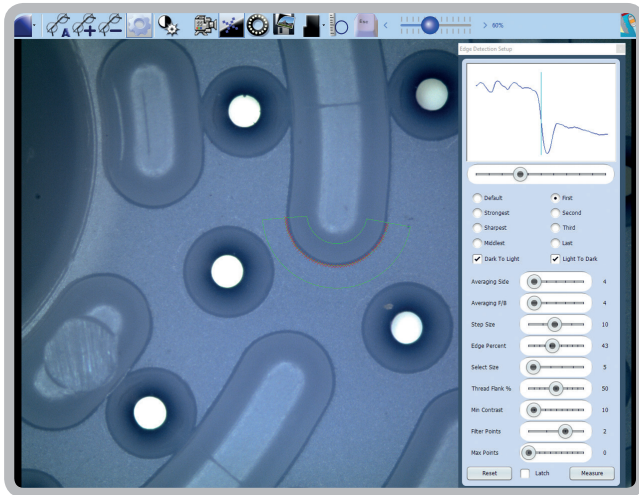 A
Esc
60%
Edge Detection Setup
Default First
Strongest Second
Sharpest Third
Middlest Last
Dark To Light Light To Dark
Averaging Side 4
Averaging F/B 4
Step Size 10
Edge Percent 43
Select Size 5
Thread Flank % 50
Min Contrast 10
Filter Points 2
Max Points 0
Reset Latch Measure